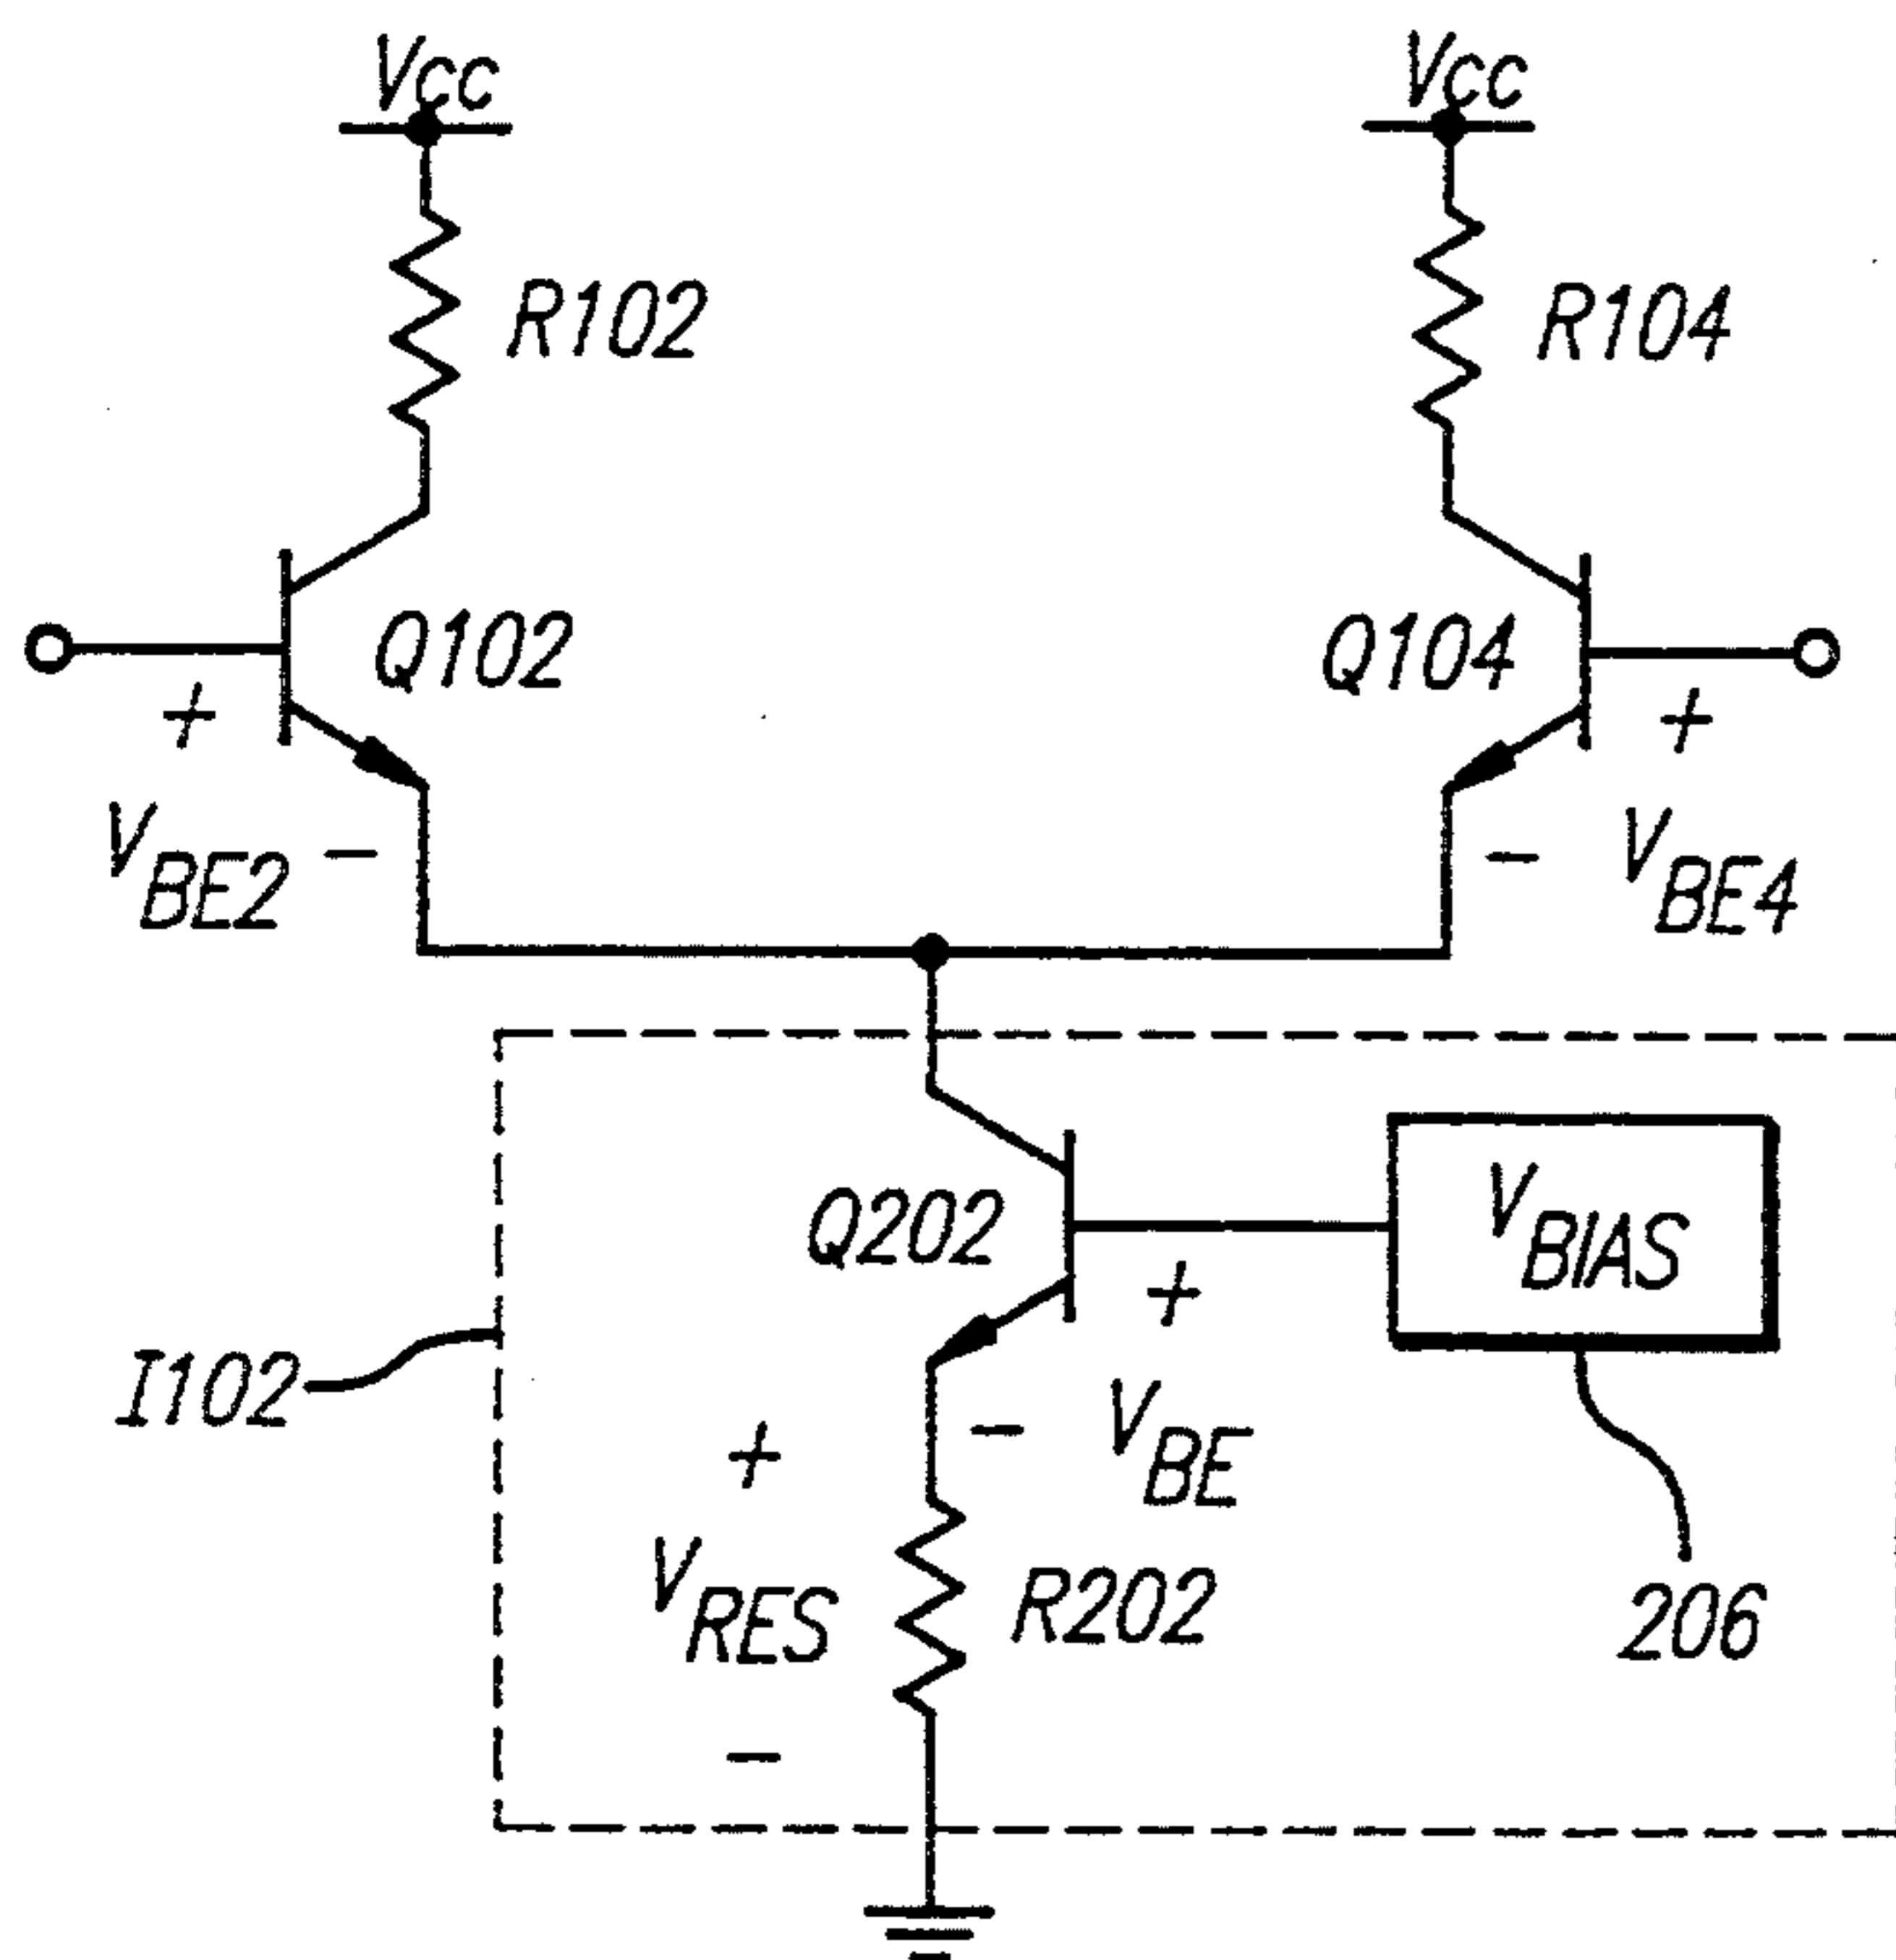 VCC VCC
R102 R104
Q102 Q104
+ +
VBE2 − − VBE4
Q202 VBIAS
+
I102
− VBE
+
VRES R202 206
−